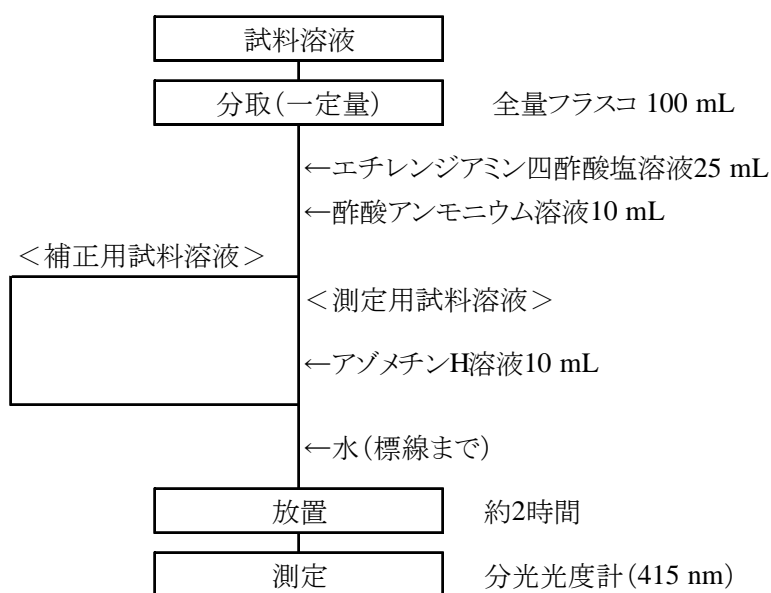 試料溶液
分取(一定量) 全量フラスコ 100 mL
←エチレンジアミン四酢酸塩溶液25 mL
←酢酸アンモニウム溶液10 mL
＜補正用試料溶液＞
＜測定用試料溶液＞
←アゾメチンH溶液10 mL
←水(標線まで)
放置 約2時間
測定 分光光度計(415 nm)